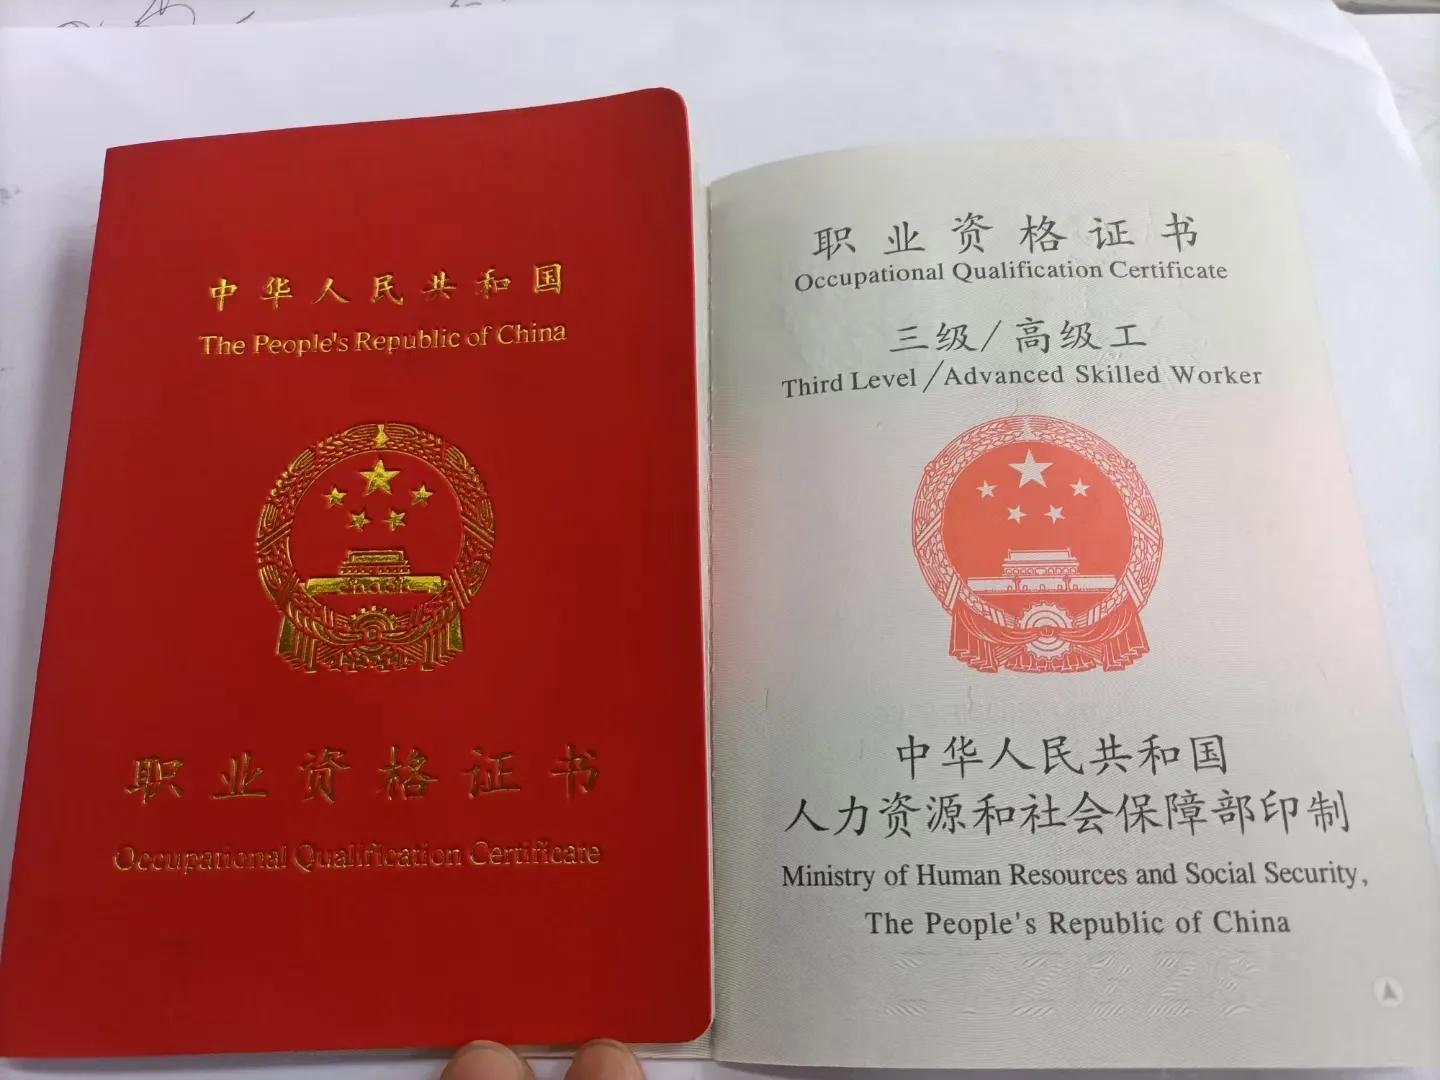 中华人民共和国
The People's Republic of China
职业资格证书
Occupational Qualification Certificate
职业资格证书
Occupational Qualification Certificate
三级/高级工
Third Level/Advanced Skilled Worker
中华人民共和国
人力资源和社会保障部印制
Ministry of Human Resources and Social Security,
The People's Republic of China